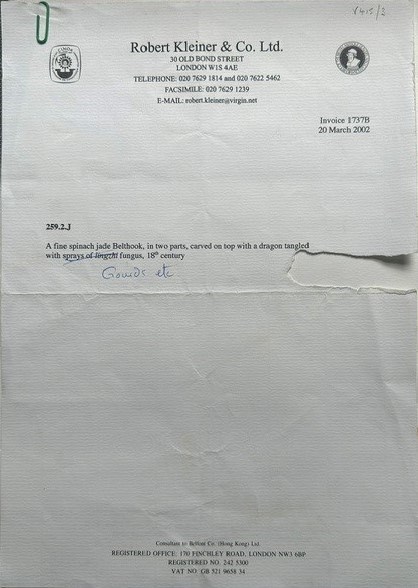 V415/3
CINOA
Robert Kleiner & Co. Ltd.
30 OLD BOND STREET
LONDON W1S 4AE
TELEPHONE: 020 7629 1814 and 020 7622 5462
FACSIMILE: 020 7629 1239
E-MAIL: robert.kleiner@virgin.net
Invoice 1737B
20 March 2002
259.2.J
A fine spinach jade Belthook, in two parts, carved on top with a dragon tangled
with sprays of lingzhi fungus, 18th century
Gourds etc
Consultant to Belfont Co. (Hong Kong) Ltd.
REGISTERED OFFICE: 170 FINCHLEY ROAD, LONDON NW3 6BP
REGISTERED NO. 242 5300
VAT NO GB 521 9658 34